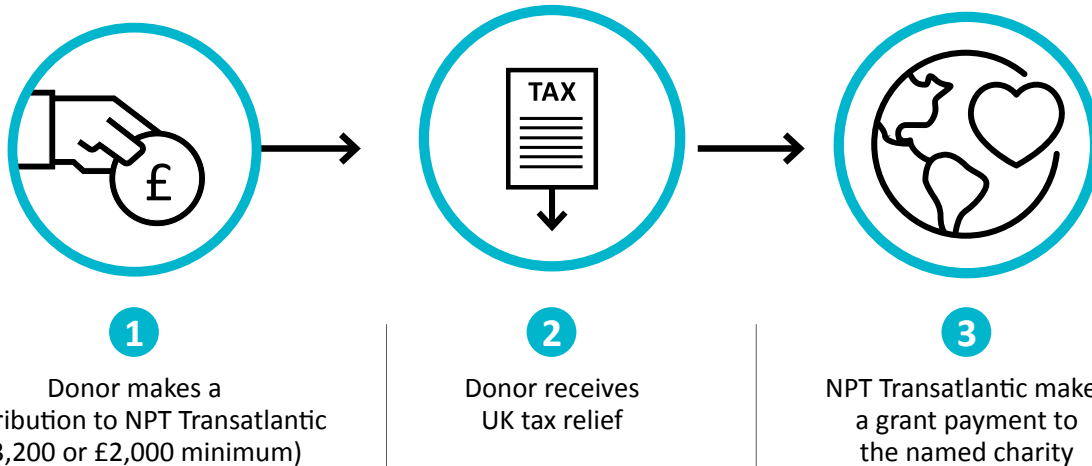 £
TAX
1
Donor makes a
ribution to NPT Transatlantic
3,200 or £2,000 minimum)
2
Donor receives
UK tax relief
3
NPT Transatlantic make
a grant payment to
the named charity